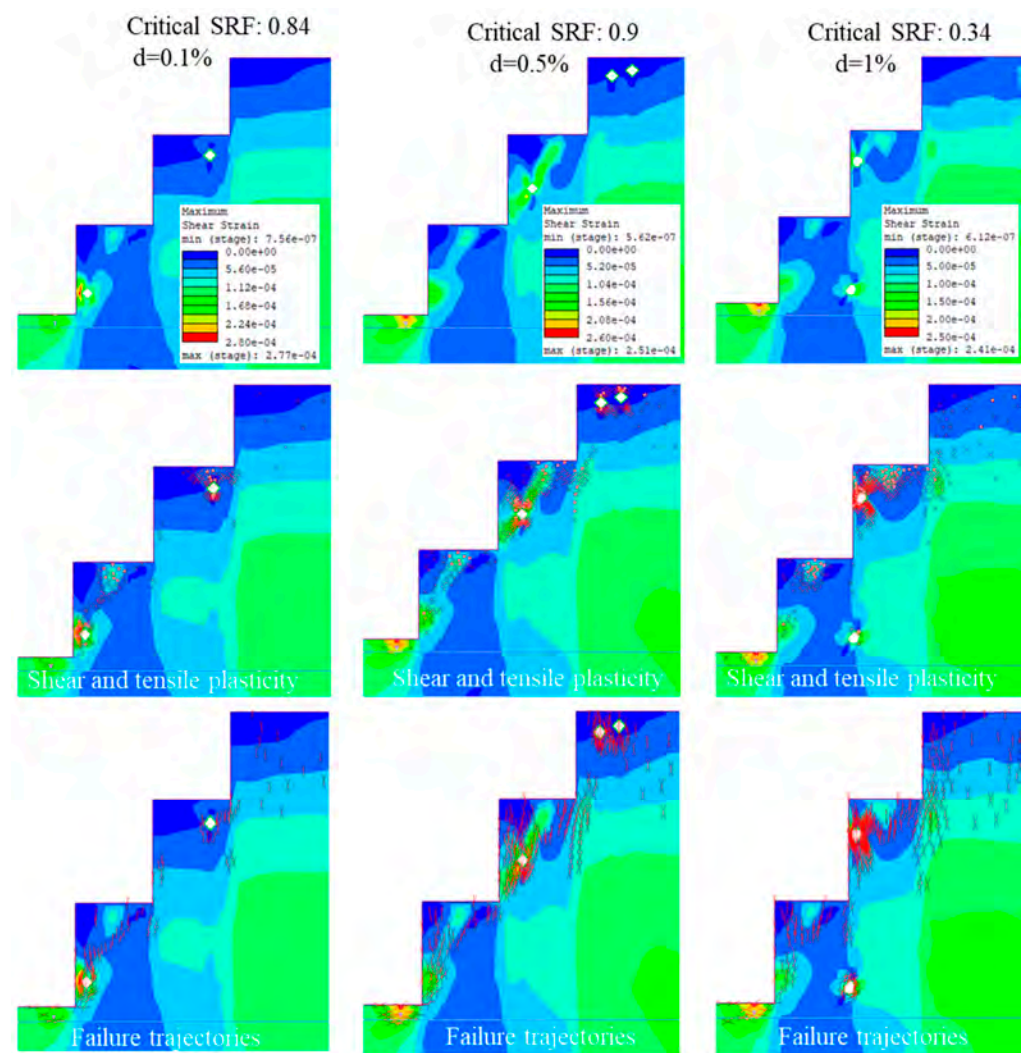 Critical SRF: 0.84
d=0.1%
Critical SRF: 0.9
d=0.5%
Critical SRF: 0.34
d=1%
Maximum
Shear Strain
min (stage): 7.56e-07
0.00e+00
5.60e-05
1.12e-04
1.68e-04
2.24e-04
2.80e-04
max (stage): 2.77e-04
Maximum
Shear Strain
min (stage): 5.62e-07
0.00e+00
5.20e-05
1.04e-04
1.56e-04
2.08e-04
2.60e-04
max (stage): 2.51e-04
Maximum
Shear Strain
min (stage): 6.12e-07
0.00e+00
5.00e-05
1.00e-04
1.50e-04
2.00e-04
2.50e-04
max (stage): 2.41e-04
Shear and tensile plasticity
Shear and tensile plasticity
Shear and tensile plasticity
Failure trajectories
Failure trajectories
Failure trajectories